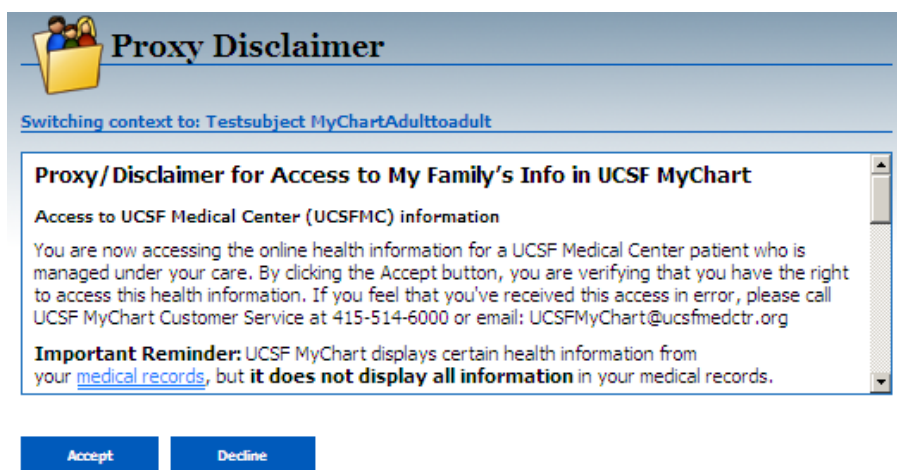 Proxy Disclaimer
Switching context to: Testsubject MyChartAdulttoadult
Proxy/Disclaimer for Access to My Family's Info in UCSF MyChart
Access to UCSF Medical Center (UCSFMC) information
You are now accessing the online health information for a UCSF Medical Center patient who is
managed under your care. By clicking the Accept button, you are verifying that you have the right
to access this health information. If you feel that you've received this access in error, please call
UCSF MyChart Customer Service at 415-514-6000 or email: UCSFMyChart@ucsfmedctr.org
Important Reminder: UCSF MyChart displays certain health information from
your medical records, but it does not display all information in your medical records.
Accept Decline